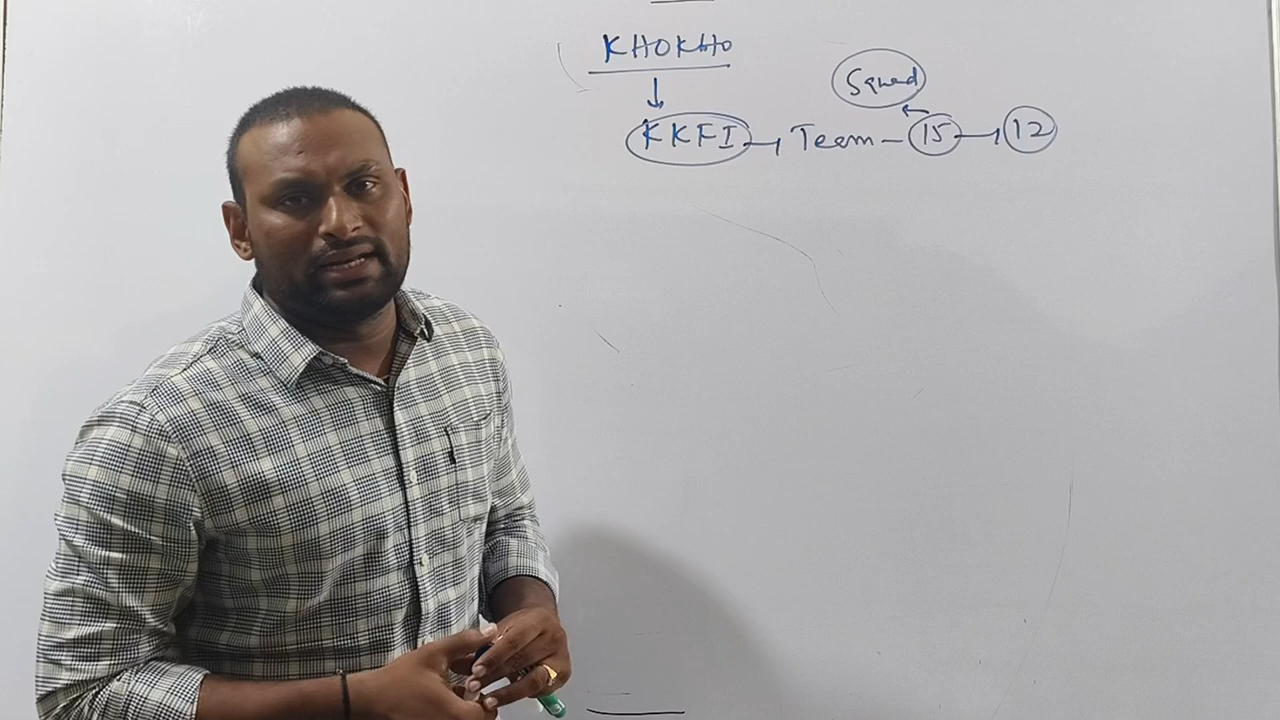 KHOKHO
Squad
KKFI → Team - 15 → 12